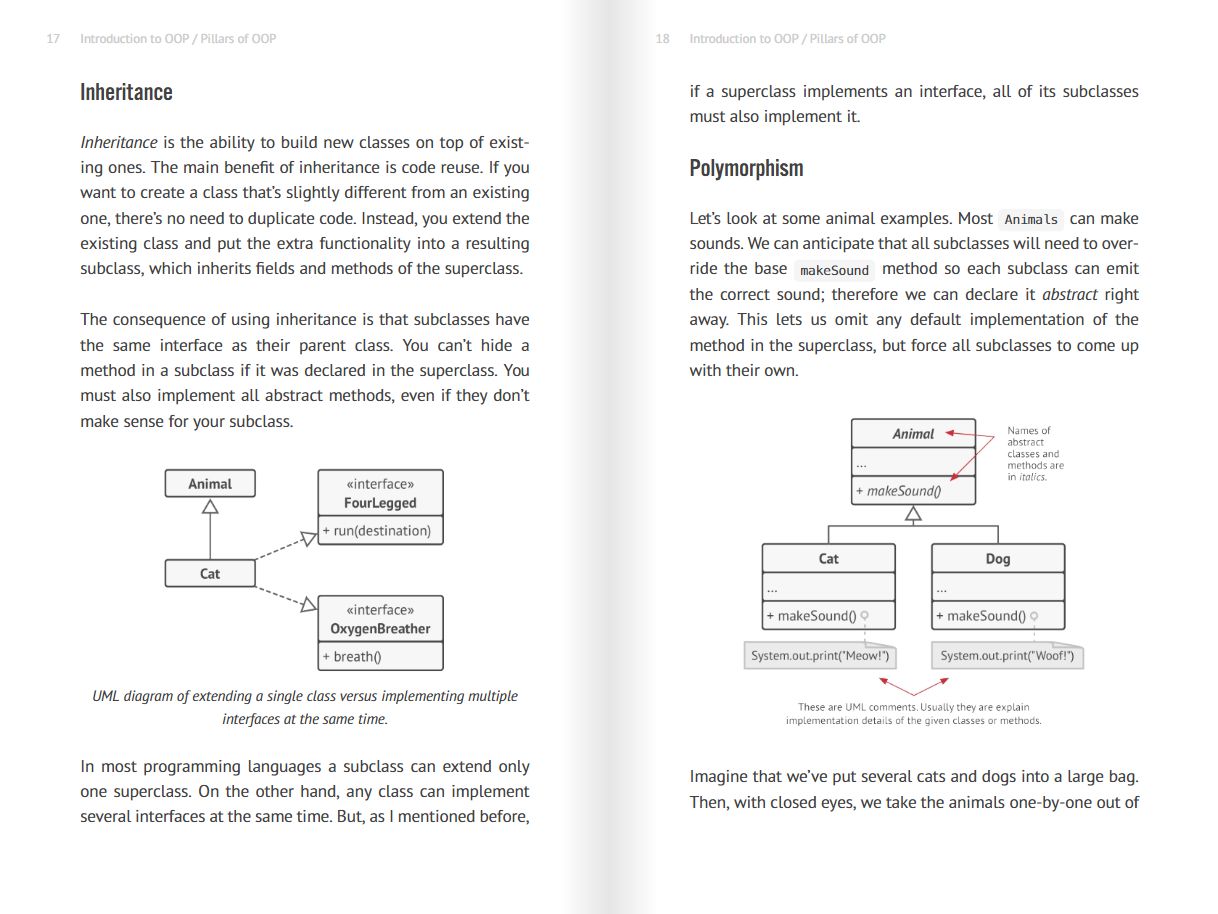 17 Introduction to OOP / Pillars of OOP
Inheritance
Inheritance is the ability to build new classes on top of exist-
ing ones. The main benefit of inheritance is code reuse. If you
want to create a class that's slightly different from an existing
one, there's no need to duplicate code. Instead, you extend the
existing class and put the extra functionality into a resulting
subclass, which inherits fields and methods of the superclass.
The consequence of using inheritance is that subclasses have
the same interface as their parent class. You can't hide a
method in a subclass if it was declared in the superclass. You
must also implement all abstract methods, even if they don't
make sense for your subclass.
Animal
«interface»
FourLegged
+ run(destination)
Cat
«interface»
OxygenBreather
+ breath()
UML diagram of extending a single class versus implementing multiple
interfaces at the same time.
In most programming languages a subclass can extend only
one superclass. On the other hand, any class can implement
several interfaces at the same time. But, as I mentioned before,
18 Introduction to OOP / Pillars of OOP
if a superclass implements an interface, all of its subclasses
must also implement it.
Polymorphism
Let's look at some animal examples. Most Animals can make
sounds. We can anticipate that all subclasses will need to over-
ride the base makeSound method so each subclass can emit
the correct sound; therefore we can declare it abstract right
away. This lets us omit any default implementation of the
method in the superclass, but force all subclasses to come up
with their own.
Animal
...
+ makeSound()
Names of
abstract
classes and
methods are
in italics.
Cat
...
+ makeSound()
System.out.print("Meow!")
Dog
...
+ makeSound()
System.out.print("Woof!")
These are UML comments. Usually they are explain
implementation details of the given classes or methods.
Imagine that we've put several cats and dogs into a large bag.
Then, with closed eyes, we take the animals one-by-one out of